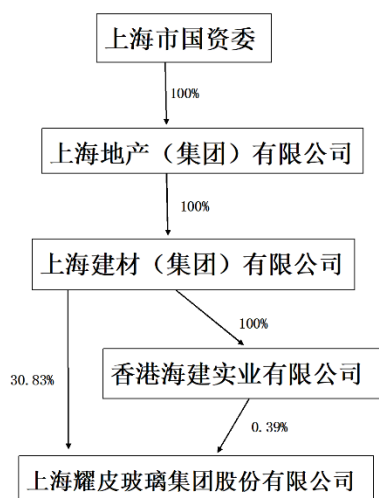 上海市国资委
100%
上海地产（集团）有限公司
100%
上海建材（集团）有限公司
100%
30.83%
香港海建实业有限公司
0.39%
上海耀皮玻璃集团股份有限公司